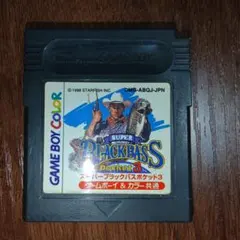 © 1998 STARFISH INC.
DMG-ABQJ-JPN
GAME BOY COLOR
SUPER
BLACK BASS
スーパーブラックバスポケット3
ゲームボーイ & カラー共通